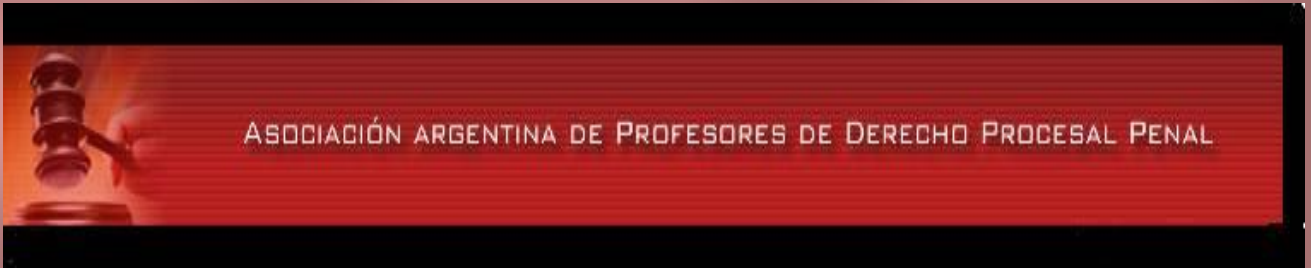 Asociación argentina de Profesores de Derecho Procesal Penal